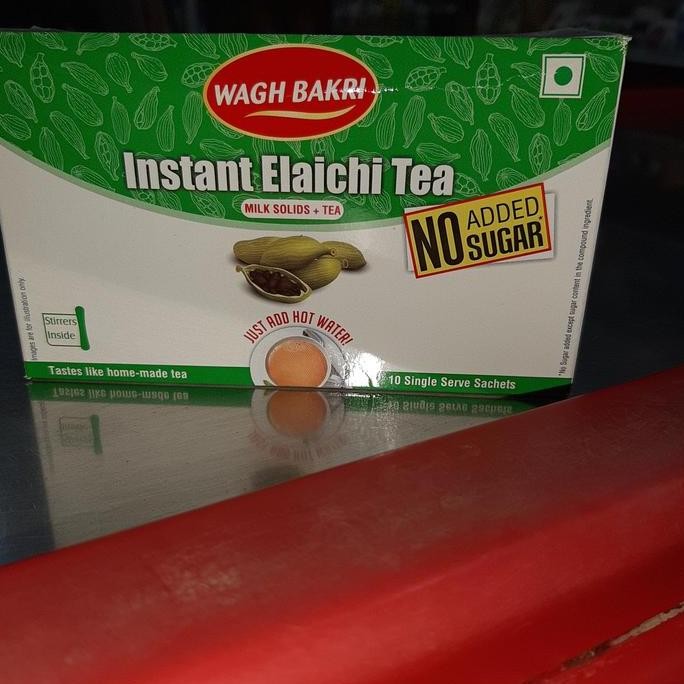 WAGH BAKRI
Instant Elaichi Tea
MILK SOLIDS + TEA
NO ADDED SUGAR*
JUST ADD HOT WATER!
Stirrers
Inside
Images are for illustration only.
*No Sugar added except sugar content in the compound ingredient.
Tastes like home-made tea
10 Single Serve Sachets